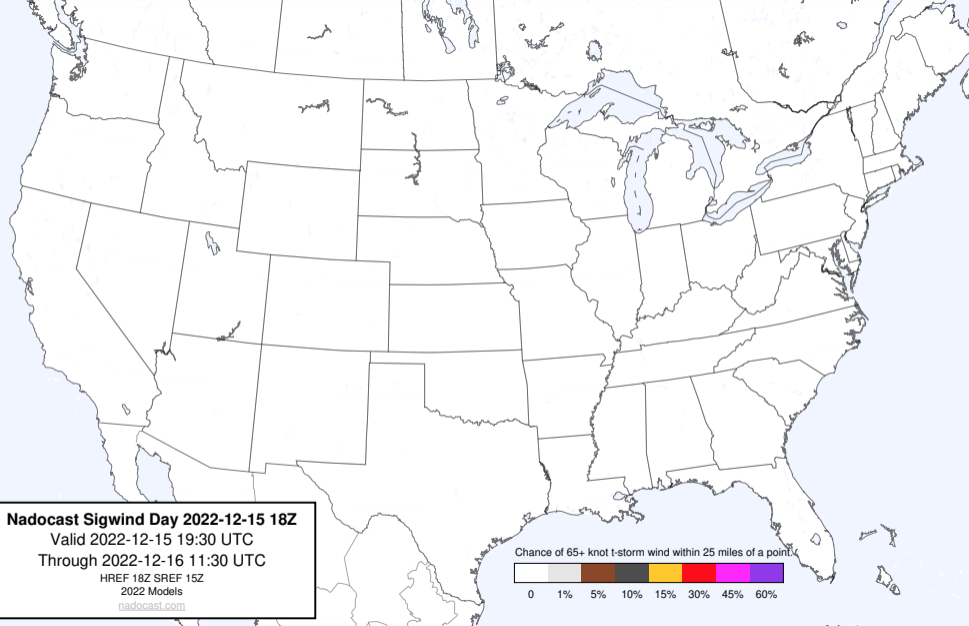 Nadocast Sigwind Day 2022-12-15 18Z
Valid 2022-12-15 19:30 UTC
Through 2022-12-16 11:30 UTC
HREF 18Z SREF 15Z
2022 Models
nadocast.com
Chance of 65+ knot t-storm wind within 25 miles of a point.
0 1% 5% 10% 15% 30% 45% 60%